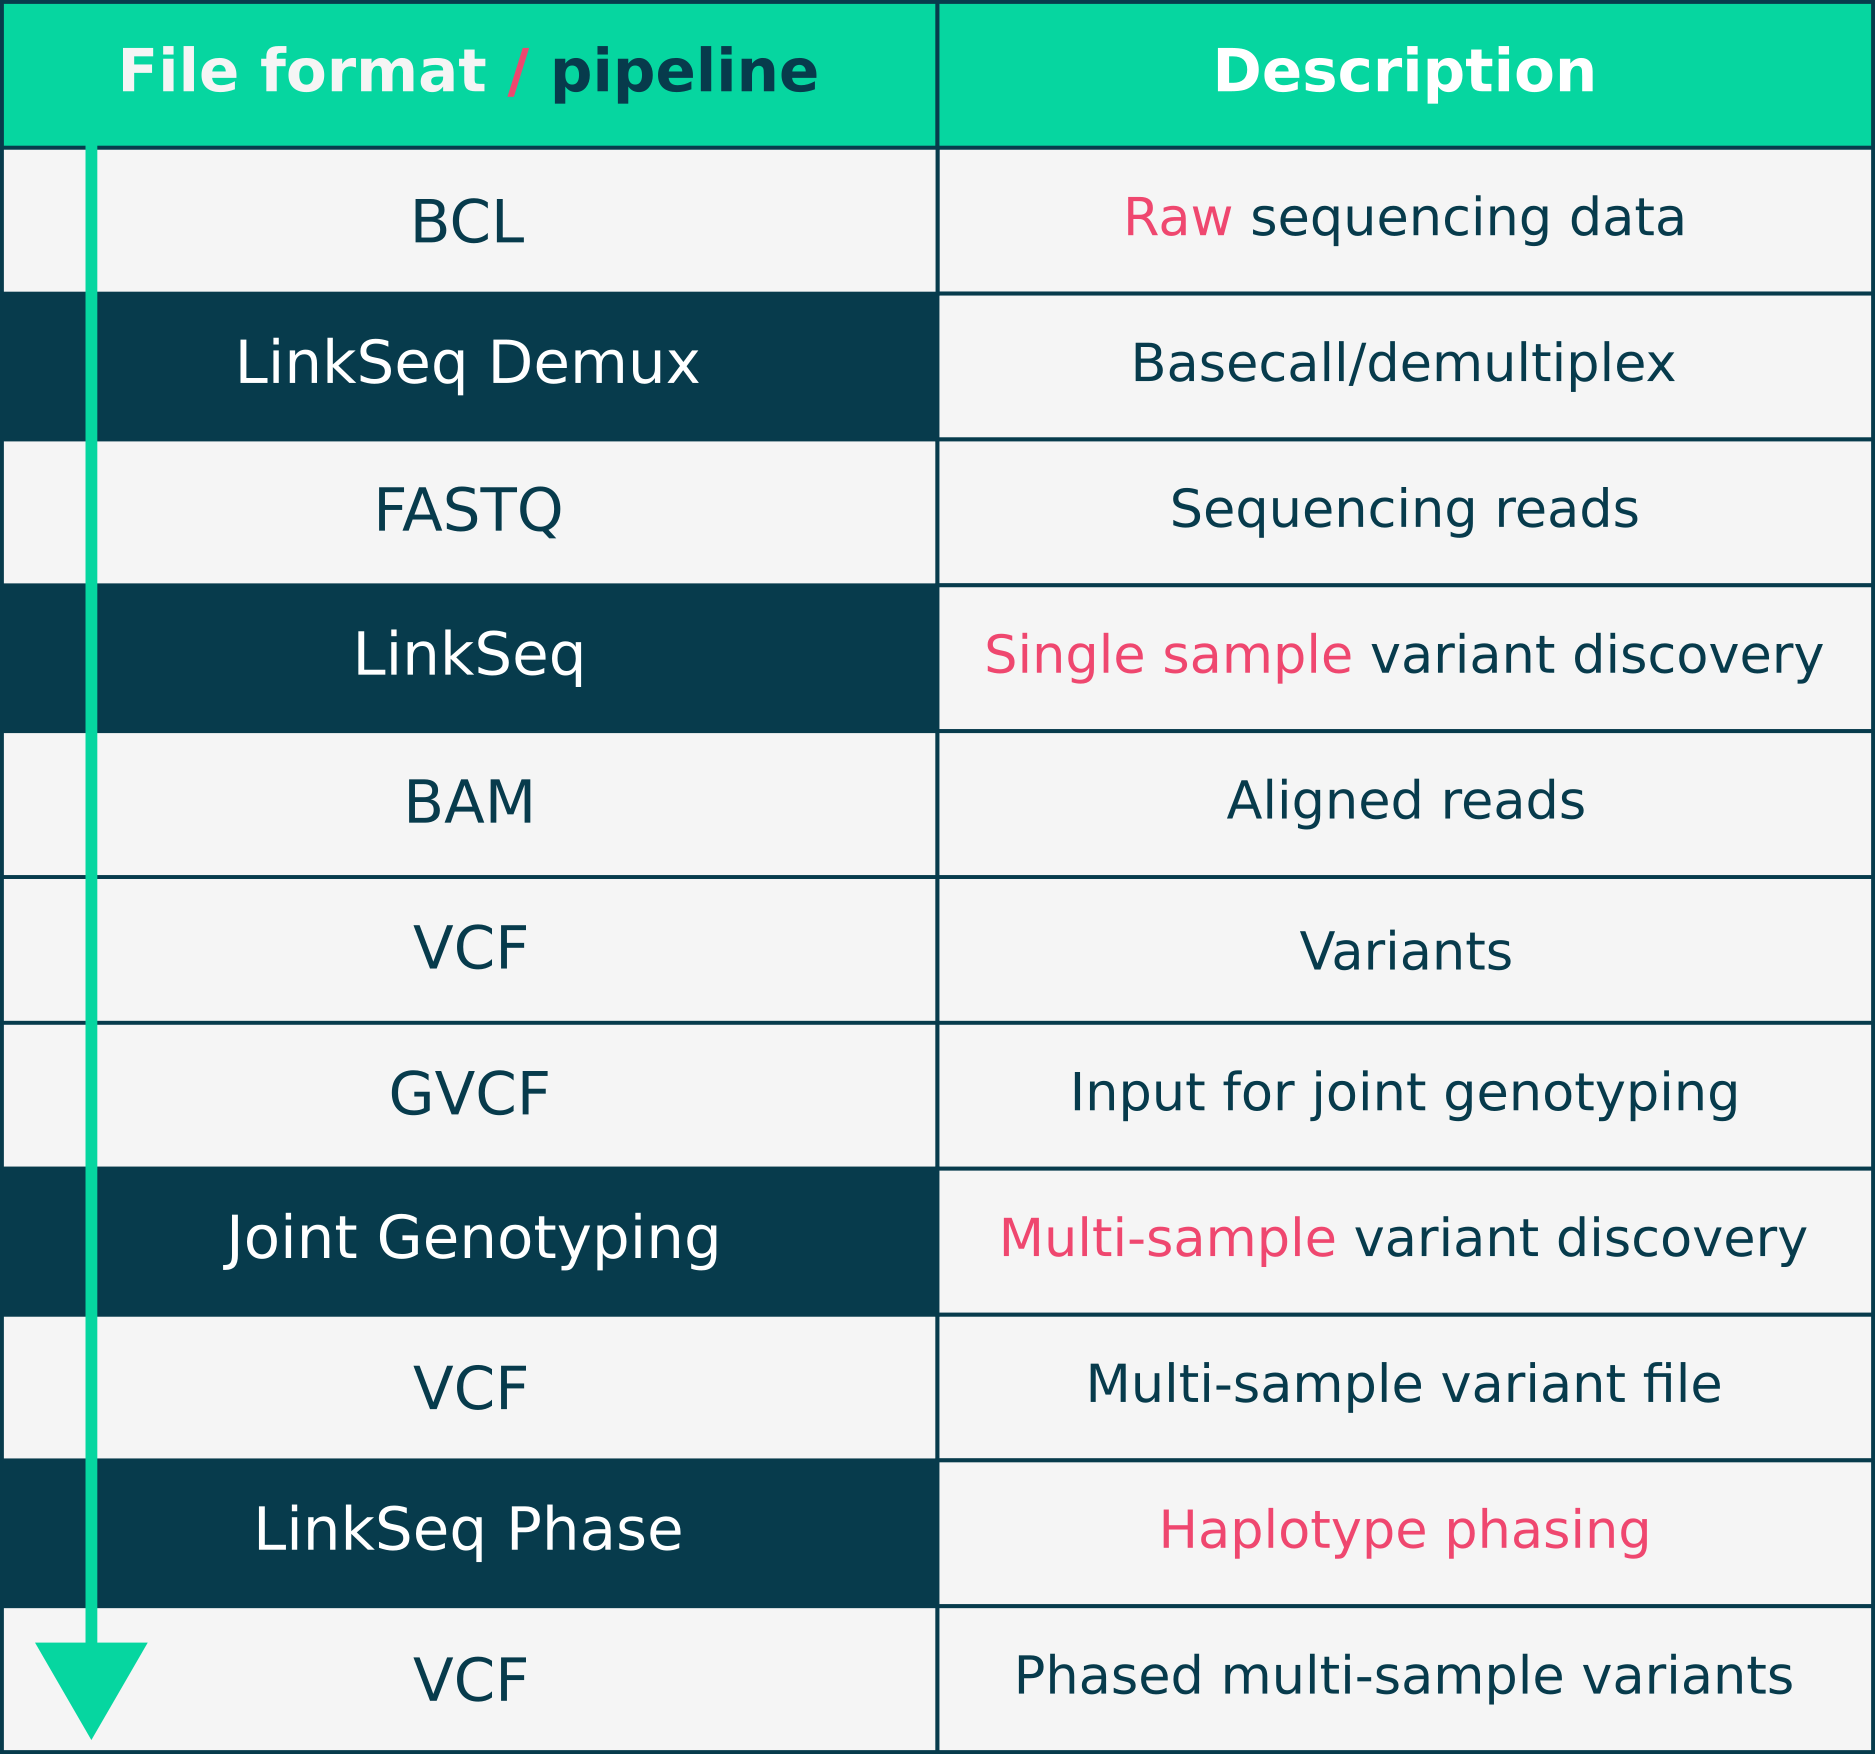 File format / pipeline Description
BCL Raw sequencing data
LinkSeq Demux Basecall/demultiplex
FASTQ Sequencing reads
LinkSeq Single sample variant discovery
BAM Aligned reads
VCF Variants
GVCF Input for joint genotyping
Joint Genotyping Multi-sample variant discovery
VCF Multi-sample variant file
LinkSeq Phase Haplotype phasing
VCF Phased multi-sample variants